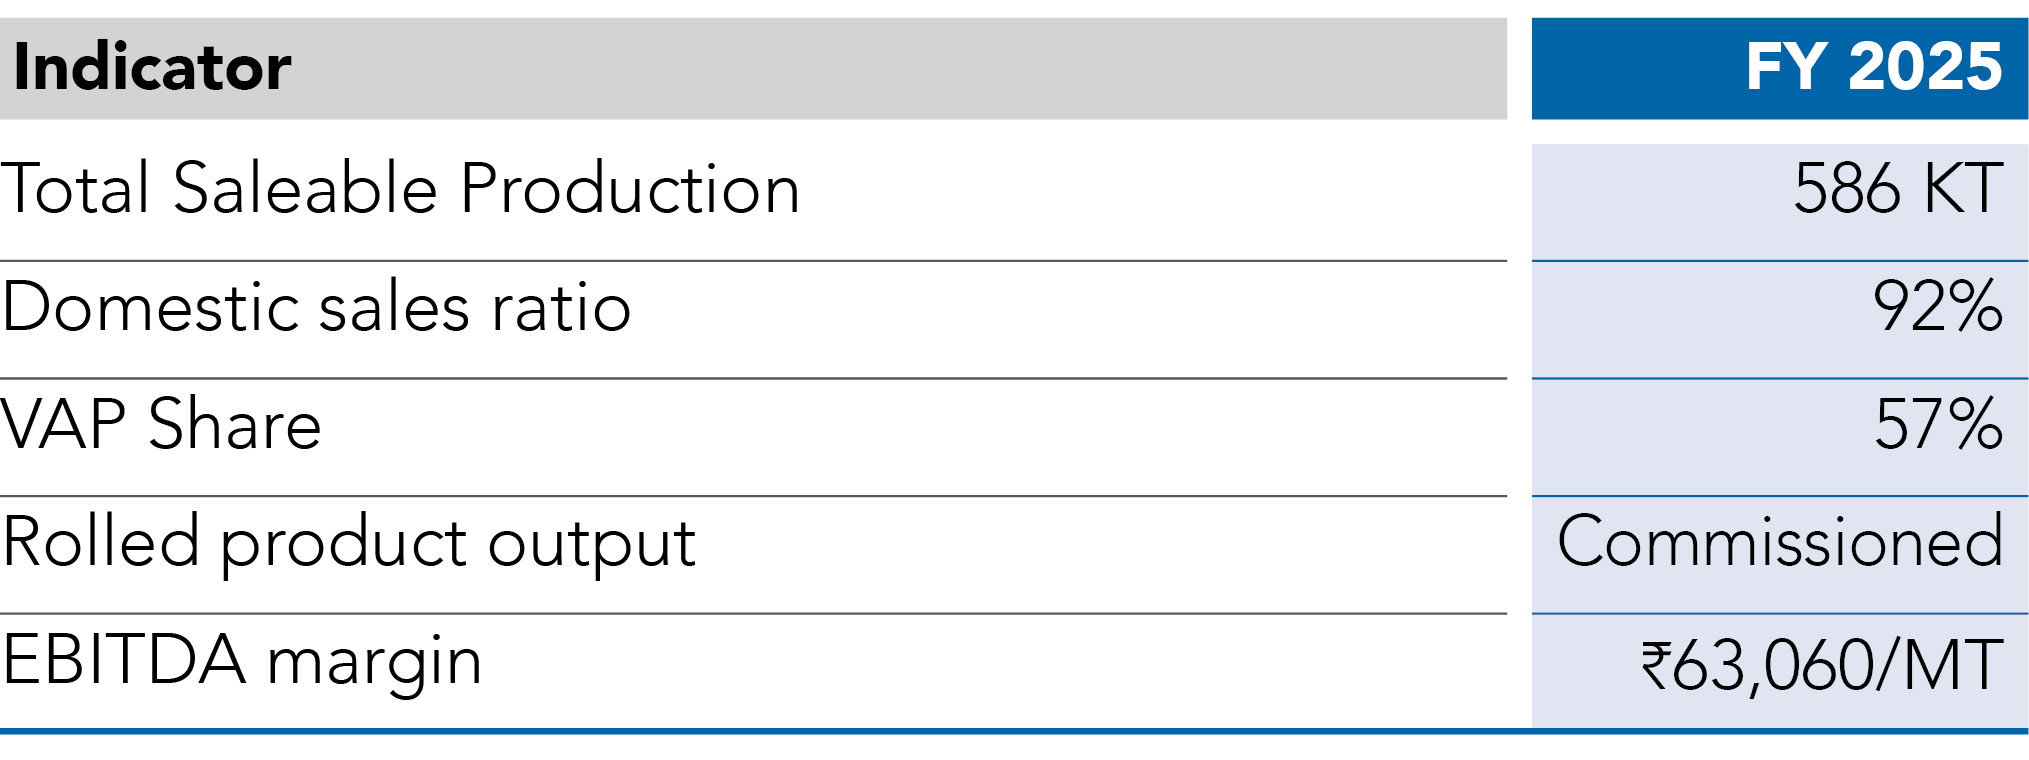 Indicator FY 2025
Total Saleable Production 586 KT
Domestic sales ratio 92%
VAP Share 57%
Rolled product output Commissioned
EBITDA margin ₹63,060/MT